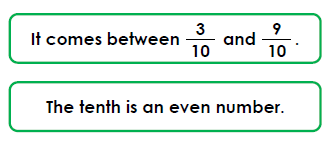 It comes between 3/10 and 9/10.
The tenth is an even number.